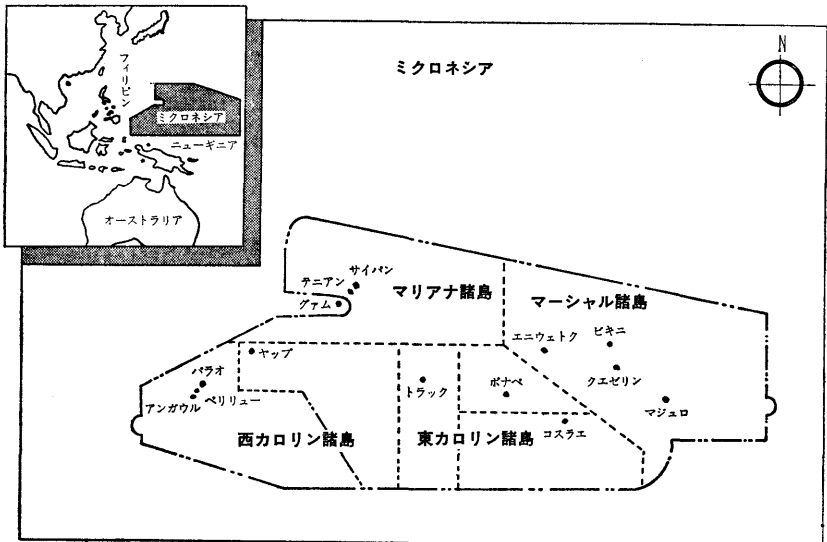 ミクロネシア
N
フィリピン
ミクロネシア
ニューギニア
オーストラリア
サイパン
テニアン
マリアナ諸島
グァム
マーシャル諸島
エニウェトク
ビキニ
ヤップ
クエゼリン
パラオ
ペリリュー
アンガウル
トラック
ポナペ
マジュロ
コスラエ
西カロリン諸島
東カロリン諸島